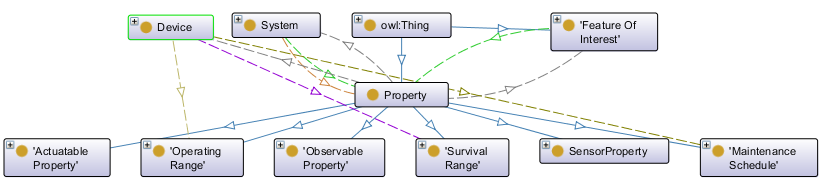 Device
System
owl:Thing
'Feature Of
Interest'
Property
'Actuatable
Property'
'Operating
Range'
'Observable
Property'
'Survival
Range'
SensorProperty
'Maintenance
Schedule'